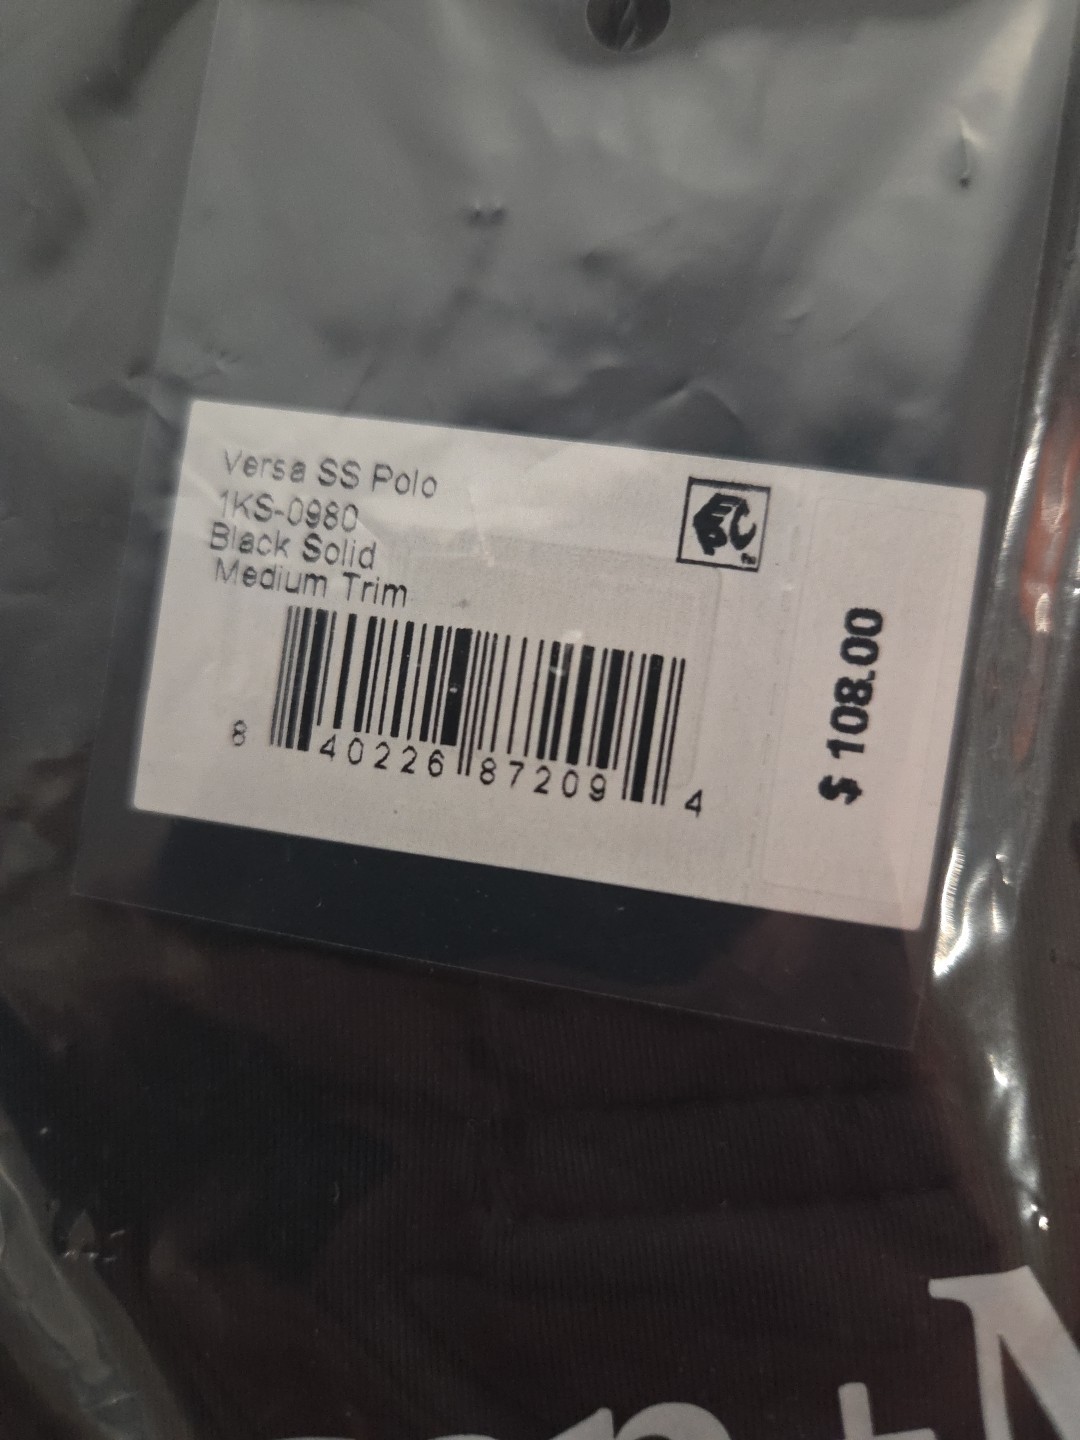 Versa SS Polo
1KS-0980
Black Solid
Medium Trim
8 40226 87209 4
$ 108.00